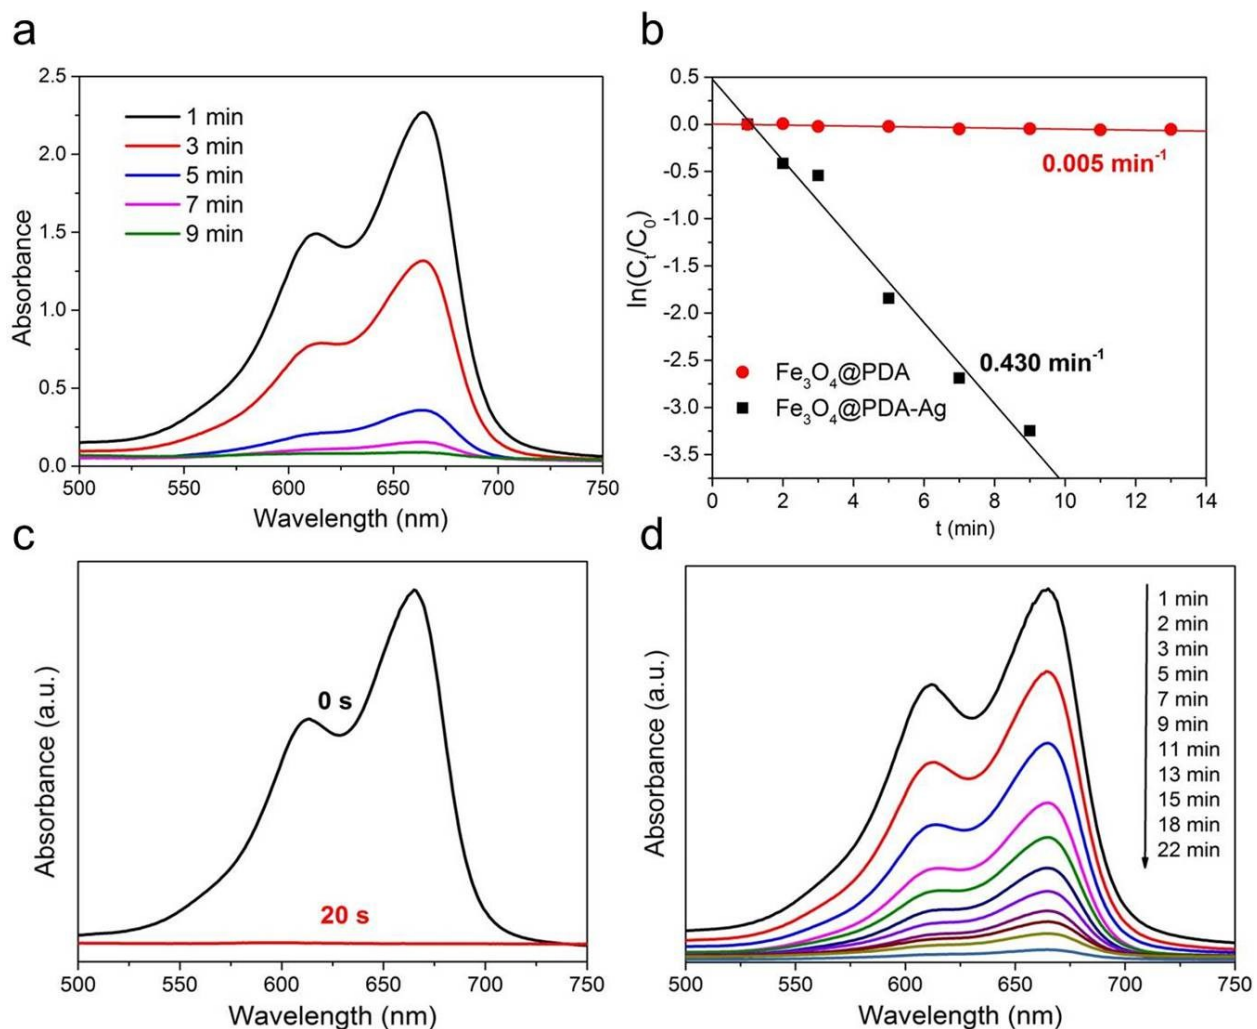 a
2.5
2.0
1.5
1.0
0.5
0.0
Absorbance
1 min
3 min
5 min
7 min
9 min
500 550 600 650 700 750
Wavelength (nm)
b
0.5
0.0
-0.5
-1.0
-1.5
-2.0
-2.5
-3.0
-3.5
ln(Cₜ/C₀)
0.005 min⁻¹
0.430 min⁻¹
Fe₃O₄@PDA
Fe₃O₄@PDA-Ag
0 2 4 6 8 10 12 14
t (min)
c
Absorbance (a.u.)
0 s
20 s
500 550 600 650 700 750
Wavelength (nm)
d
Absorbance (a.u.)
1 min
2 min
3 min
5 min
7 min
9 min
11 min
13 min
15 min
18 min
22 min
500 550 600 650 700 750
Wavelength (nm)